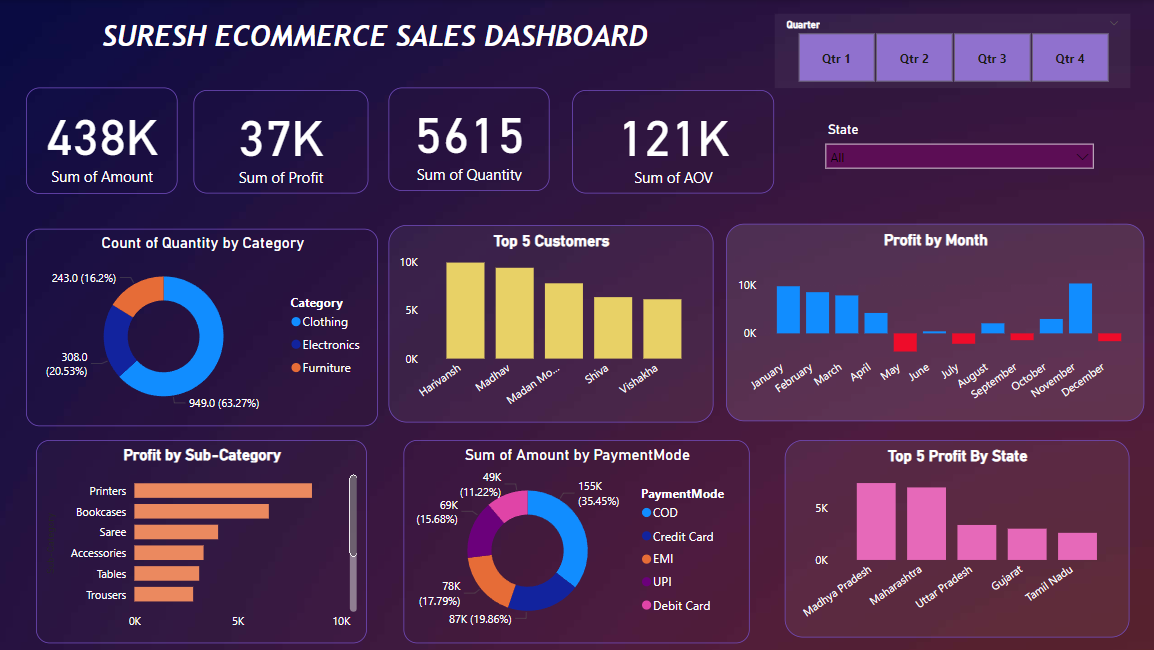 SURESH ECOMMERCE SALES DASHBOARD
Quarter
Qtr 1
Qtr 2
Qtr 3
Qtr 4
438K
Sum of Amount
37K
Sum of Profit
5615
Sum of Quantity
121K
Sum of AOV
State
All
Count of Quantity by Category
243.0 (16.2%)
308.0
(20.53%)
949.0 (63.27%)
Category
Clothing
Electronics
Furniture
Top 5 Customers
10K
5K
0K
Harivansh
Madhav
Madan Mo...
Shiva
Vishakha
Profit by Month
10K
0K
January
February
March
April
May
June
July
August
September
October
November
December
Profit by Sub-Category
Printers
Bookcases
Saree
Accessories
Tables
Trousers
0K
5K
10K
Sum of Amount by PaymentMode
49K
(11.22%)
155K
(35.45%)
69K
(15.68%)
78K
(17.79%)
87K (19.86%)
PaymentMode
COD
Credit Card
EMI
UPI
Debit Card
Top 5 Profit By State
5K
0K
Madhya Pradesh
Maharashtra
Uttar Pradesh
Gujarat
Tamil Nadu